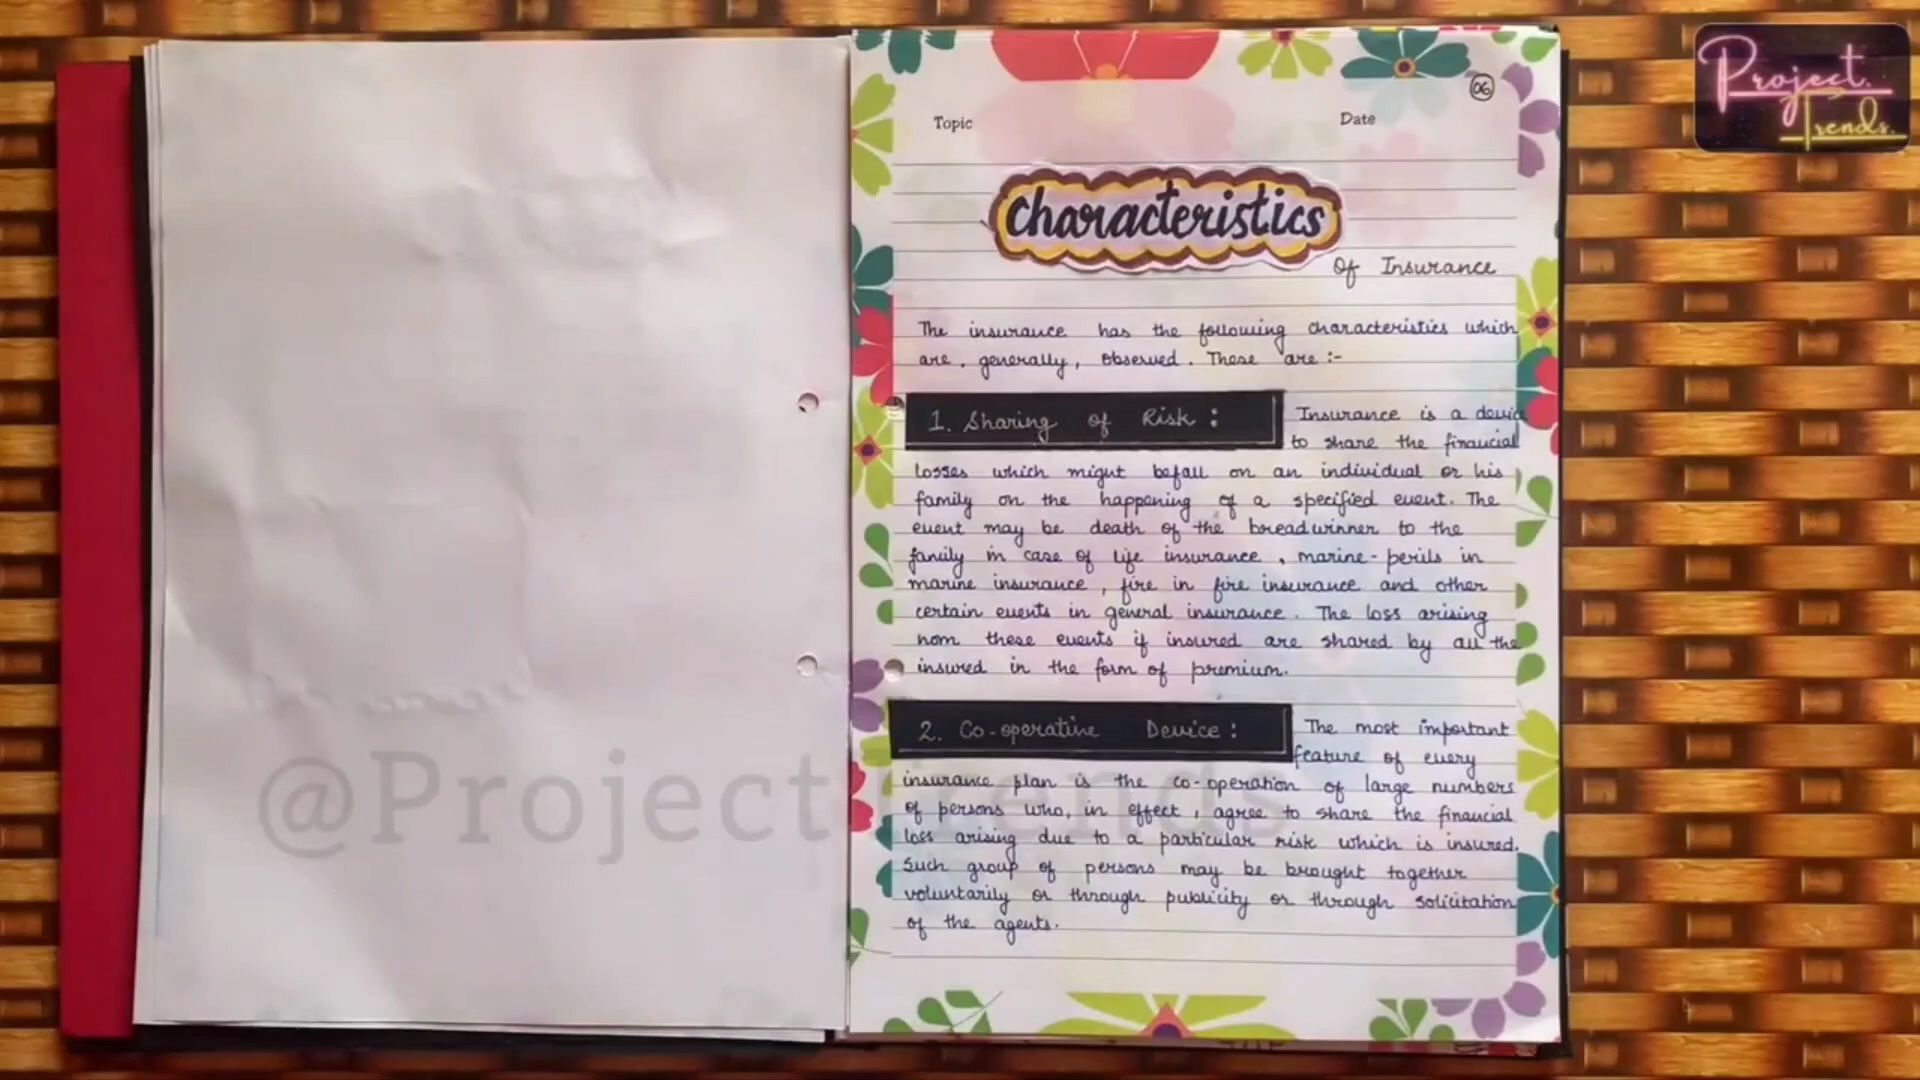 Project
Trends.
06
Topic
Date
Characteristics
Of Insurance
The insurance has the following characteristics which
are, generally, observed. These are :-
1. Sharing of Risk :
Insurance is a device
to share the financial
losses which might befall on an individual or his
family on the happening of a specified event. The
event may be death of the breadwinner to the
family in case of life insurance, marine-perils in
marine insurance, fire in fire insurance and other
certain events in general insurance. The loss arising
nom these events if insured are shared by all the
insured in the form of premium.
2. Co-operative Device :
The most important
feature of every
insurance plan is the co-operation of large numbers
of persons who, in effect, agree to share the financial
loss arising due to a particular risk which is insured.
Such group of persons may be brought together
voluntarily or through publicity or through solicitation
of the agents.
@Project Trends